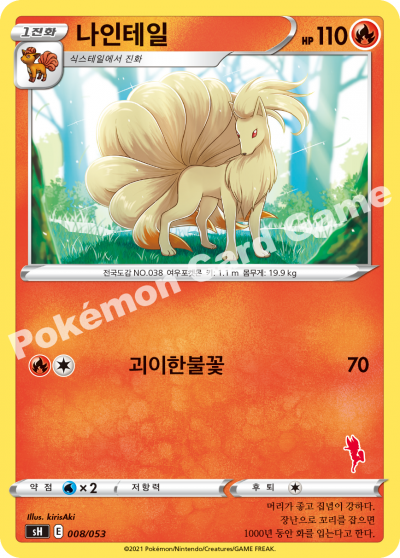 1진화
나인테일
HP 110
식스테일에서 진화
전국도감 NO.038 여우포켓몬 키: 1.1 m 몸무게: 19.9 kg
Pokémon Card Game
괴이한불꽃 70
약점 ×2 저항력 후퇴
Illus. kirisAki
sH E 008/053
머리가 좋고 집념이 강하다.
장난으로 꼬리를 잡으면
1000년 동안 화를 입는다고 한다.
©2021 Pokémon/Nintendo/Creatures/GAME FREAK.